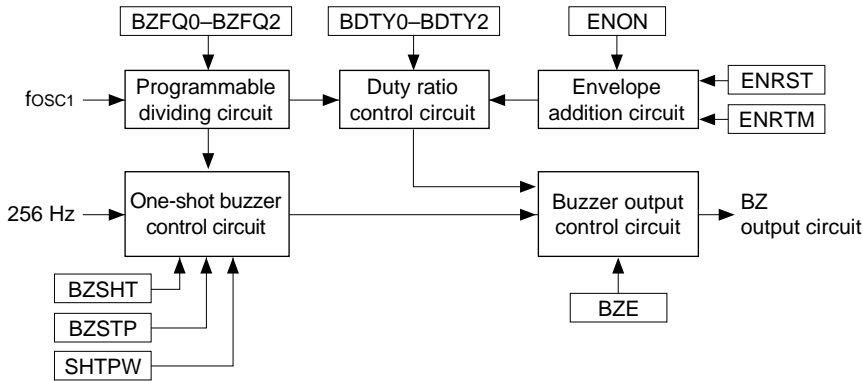 BZFQ0–BZFQ2
BDTY0–BDTY2
ENON
fOSC1
Programmable
dividing circuit
Duty ratio
control circuit
Envelope
addition circuit
ENRST
ENRTM
256 Hz
One-shot buzzer
control circuit
Buzzer output
control circuit
BZ
output circuit
BZSHT
BZSTP
SHTPW
BZE